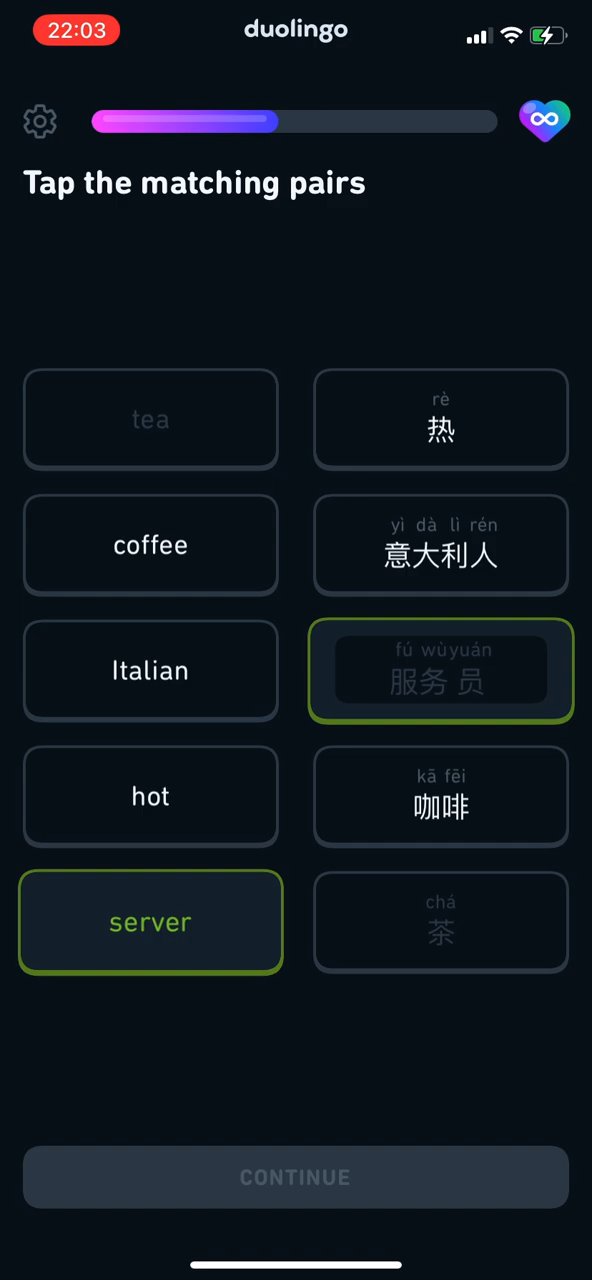 22:03
duolingo
Tap the matching pairs
tea
rè
热
coffee
yì dà lì rén
意大利人
Italian
fú wùyuán
服务 员
hot
kā fēi
咖啡
server
chá
茶
CONTINUE